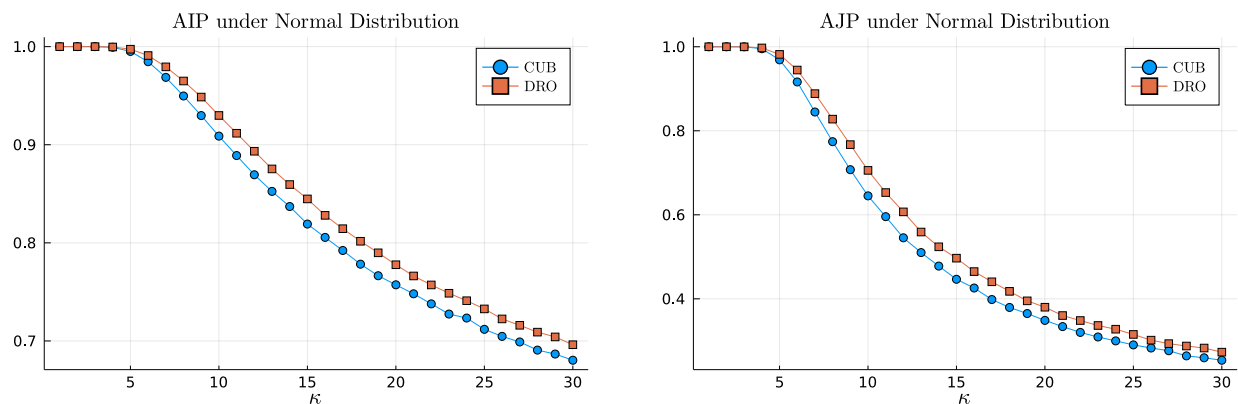 AIP under Normal Distribution
1.0
0.9
0.8
0.7
5 10 15 20 25 30
κ
CUB
DRO
AJP under Normal Distribution
1.0
0.8
0.6
0.4
5 10 15 20 25 30
κ
CUB
DRO